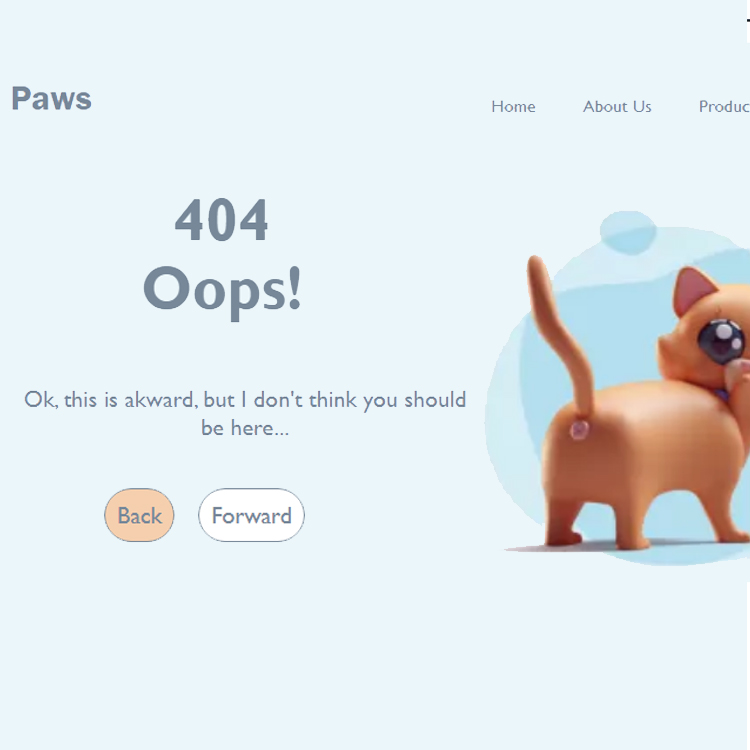 Paws
Home About Us Produc
404
Oops!
Ok, this is akward, but I don't think you should
be here...
Back Forward